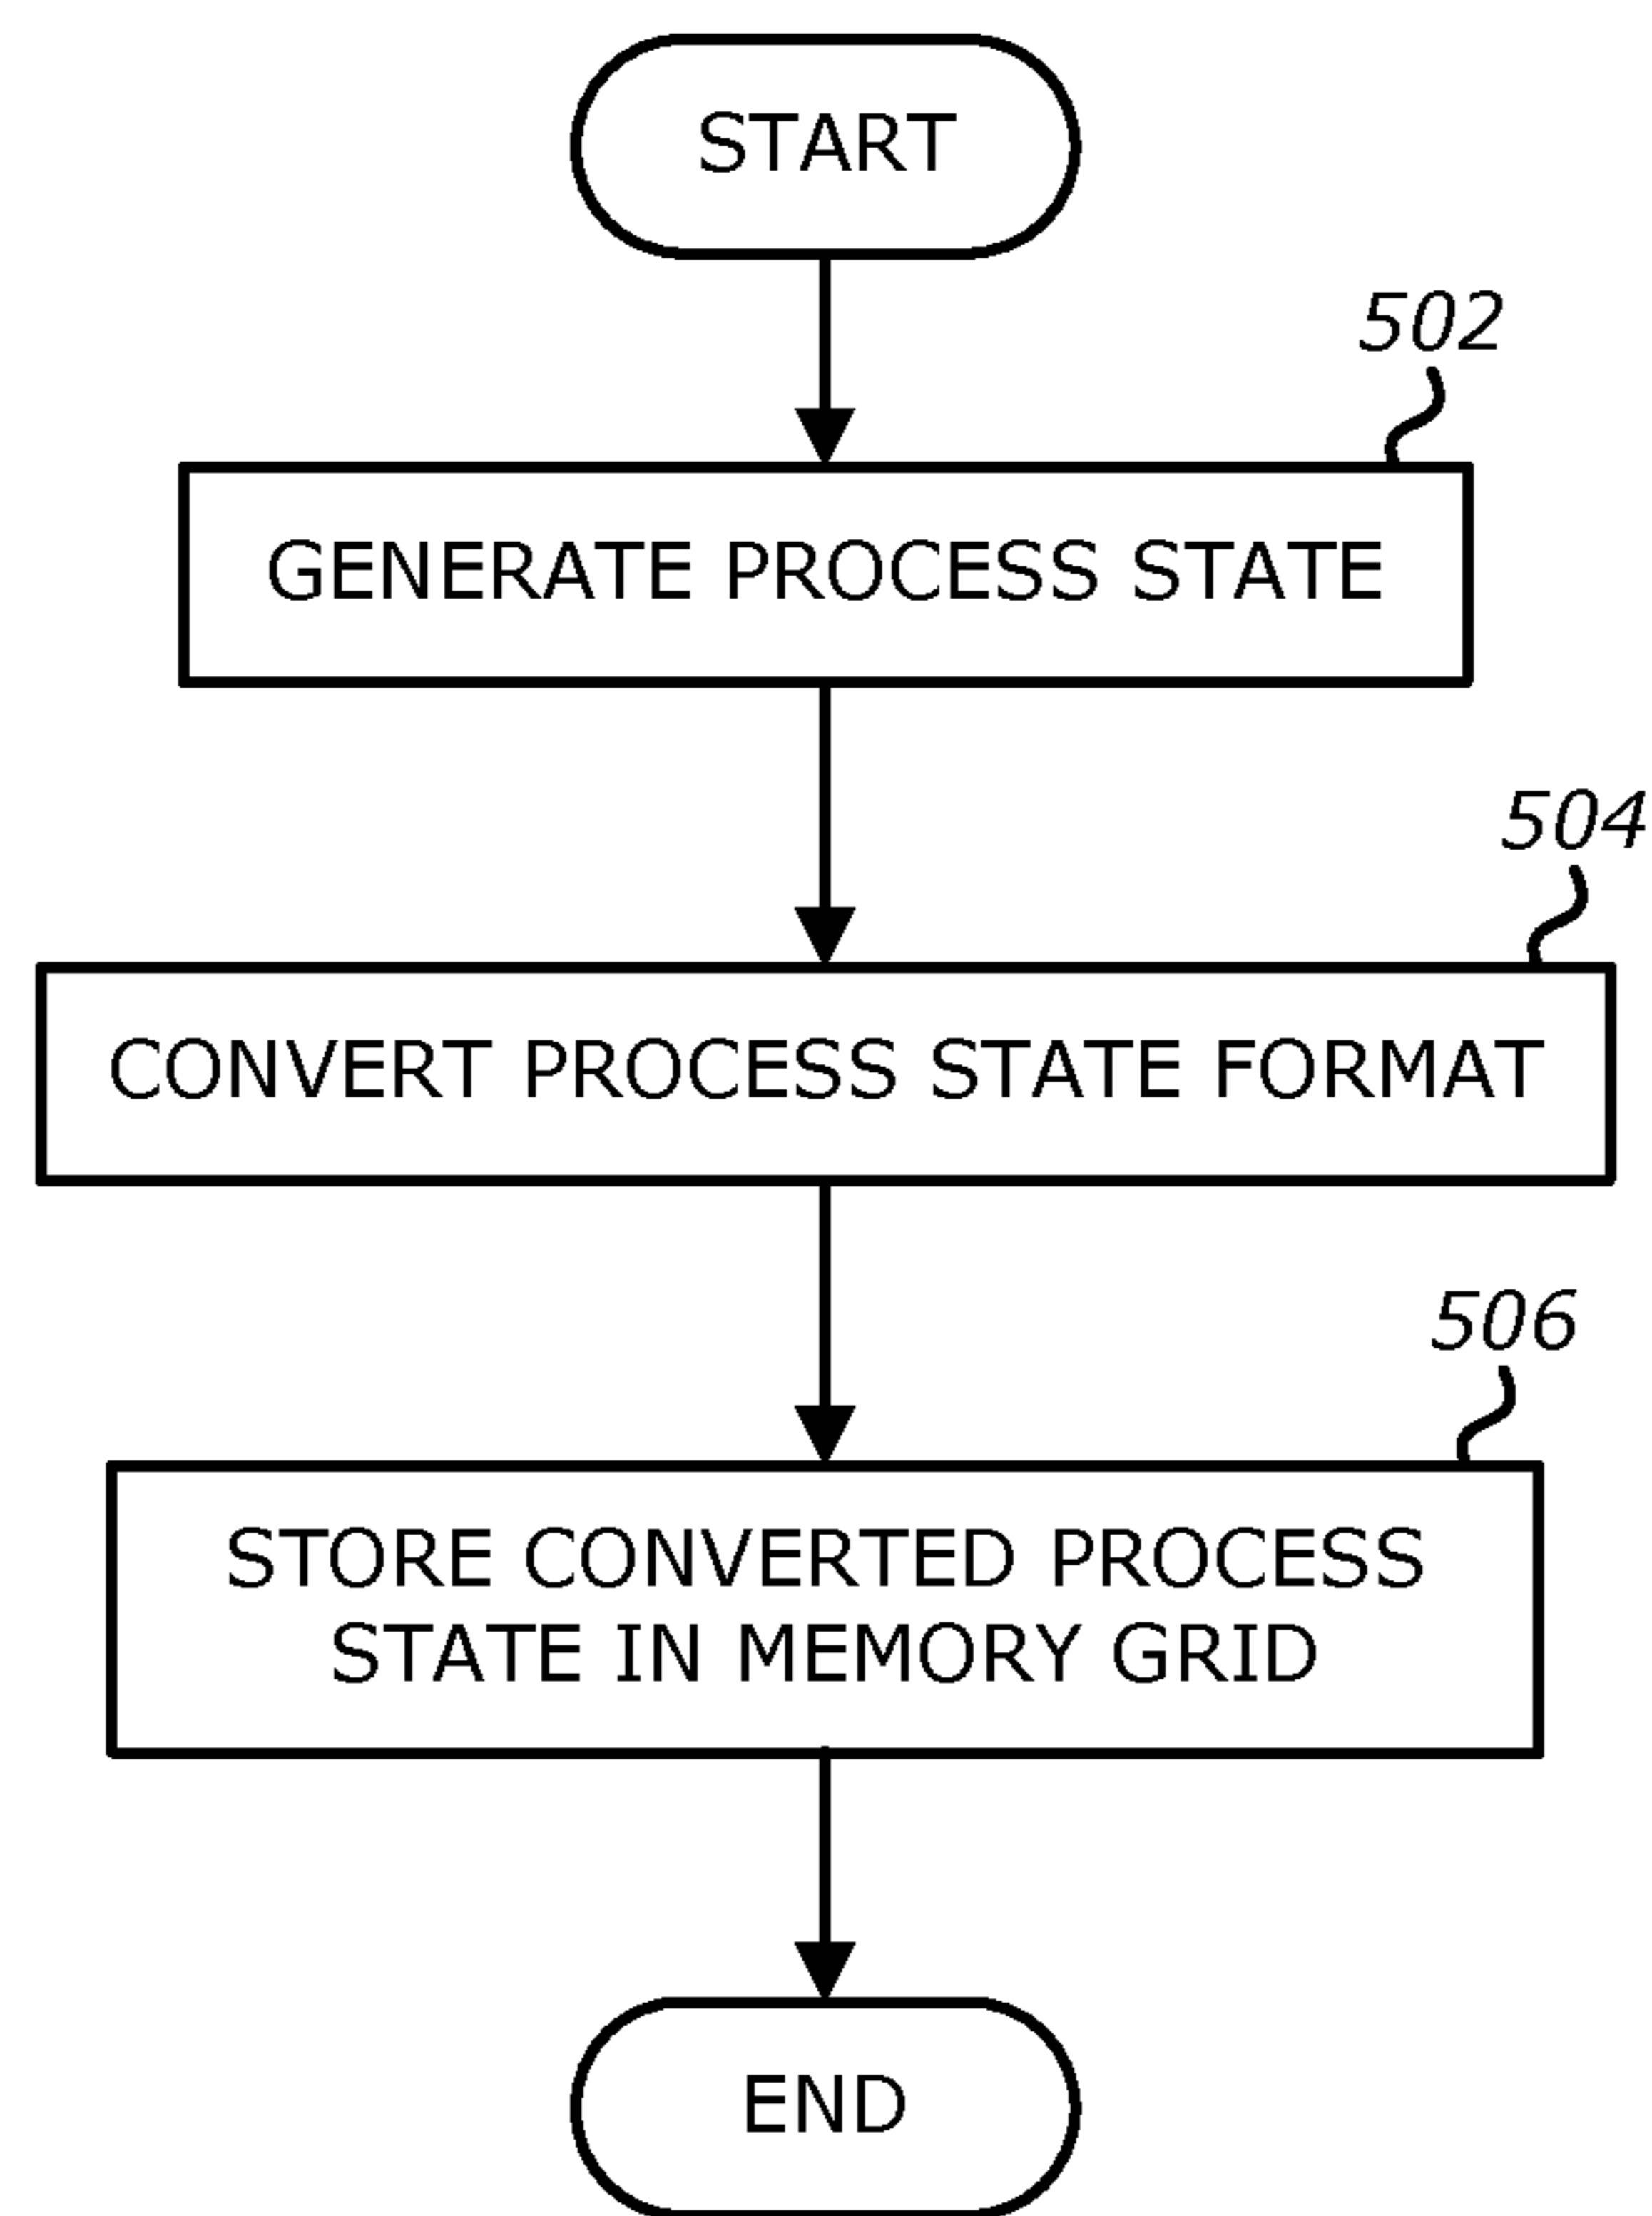 START
502
GENERATE PROCESS STATE
504
CONVERT PROCESS STATE FORMAT
506
STORE CONVERTED PROCESS
STATE IN MEMORY GRID
END